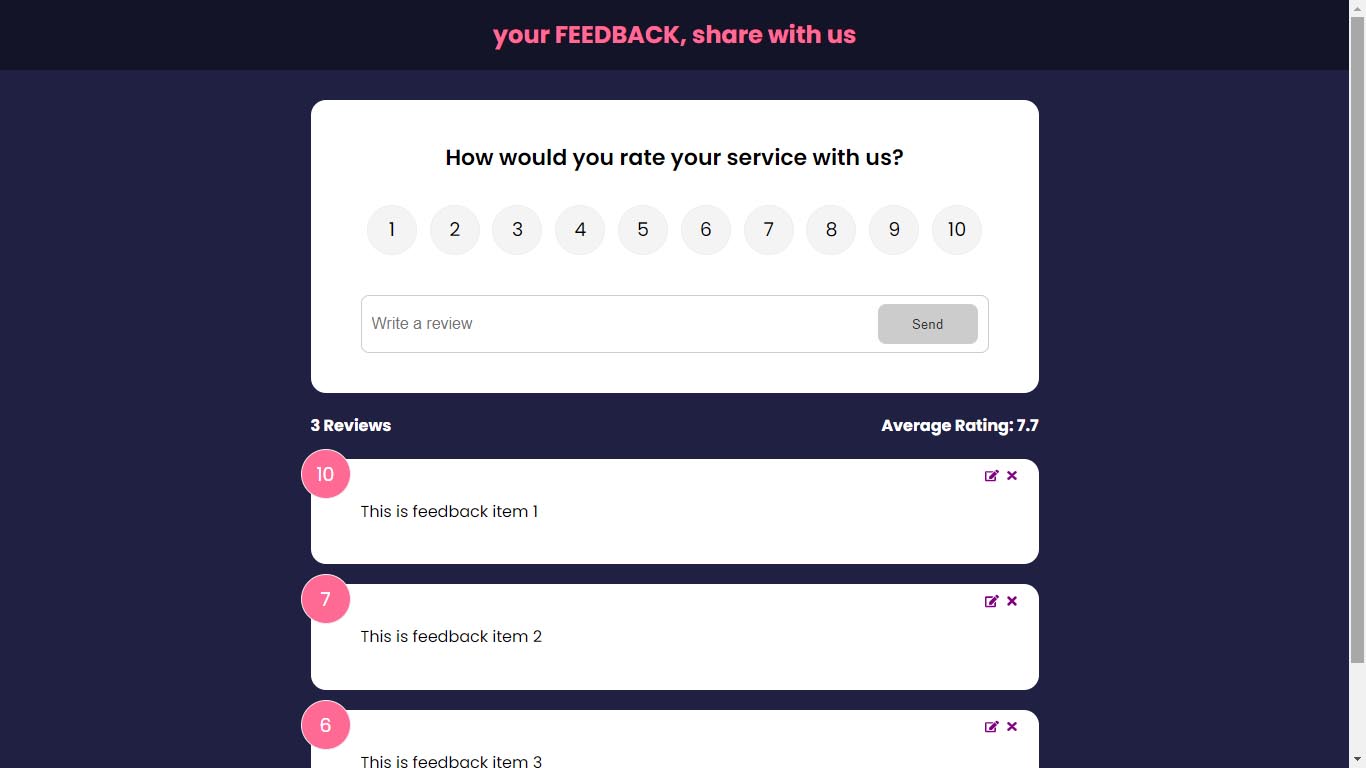 your FEEDBACK, share with us
How would you rate your service with us?
1 2 3 4 5 6 7 8 9 10
Write a review Send
3 Reviews Average Rating: 7.7
10
This is feedback item 1
7
This is feedback item 2
6
This is feedback item 3